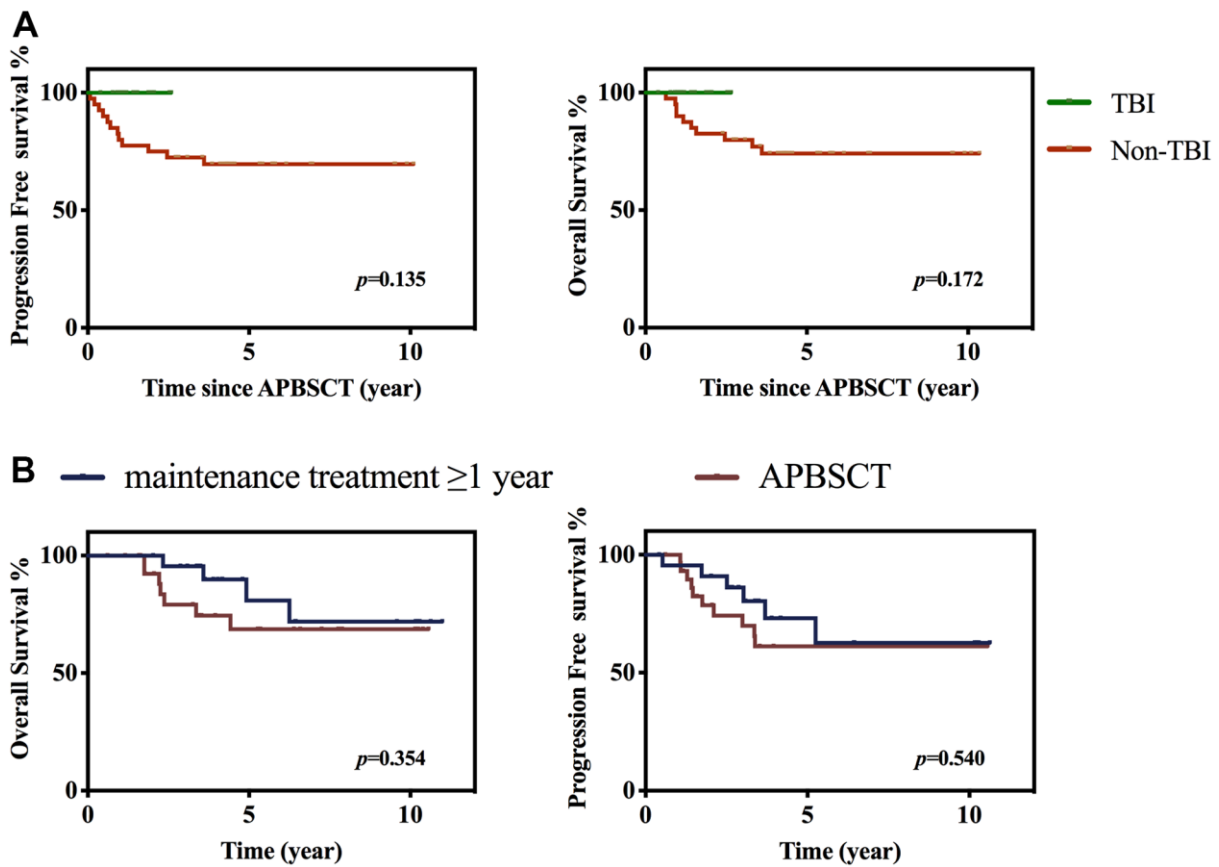 A
Progression Free survival %
100
50
0
0 5 10
Time since APBSCT (year)
p=0.135
Overall Survival %
100
50
0
0 5 10
Time since APBSCT (year)
p=0.172
TBI
Non-TBI
B
maintenance treatment ≥1 year
APBSCT
Overall Survival %
100
50
0
0 5 10
Time (year)
p=0.354
Progression Free survival %
100
50
0
0 5 10
Time (year)
p=0.540